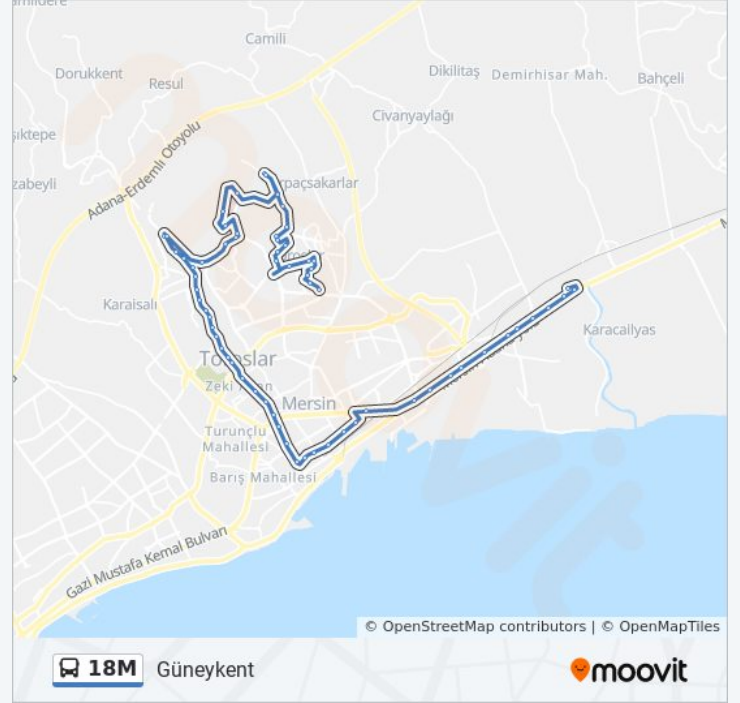 Camili
Dorukkent
Resul
Dikilitaş
Demirhisar Mah.
Bahçeli
Civanyaylağı
Adana-Erdemli Otoyolu
Karaisalı
Karacailyas
Toroslar
Mersin
Turunçlu
Mahallesi
Barış Mahallesi
Gazi Mustafa Kemal Bulvarı
© OpenStreetMap contributors | © OpenMapTiles
18M Güneykent
moovit